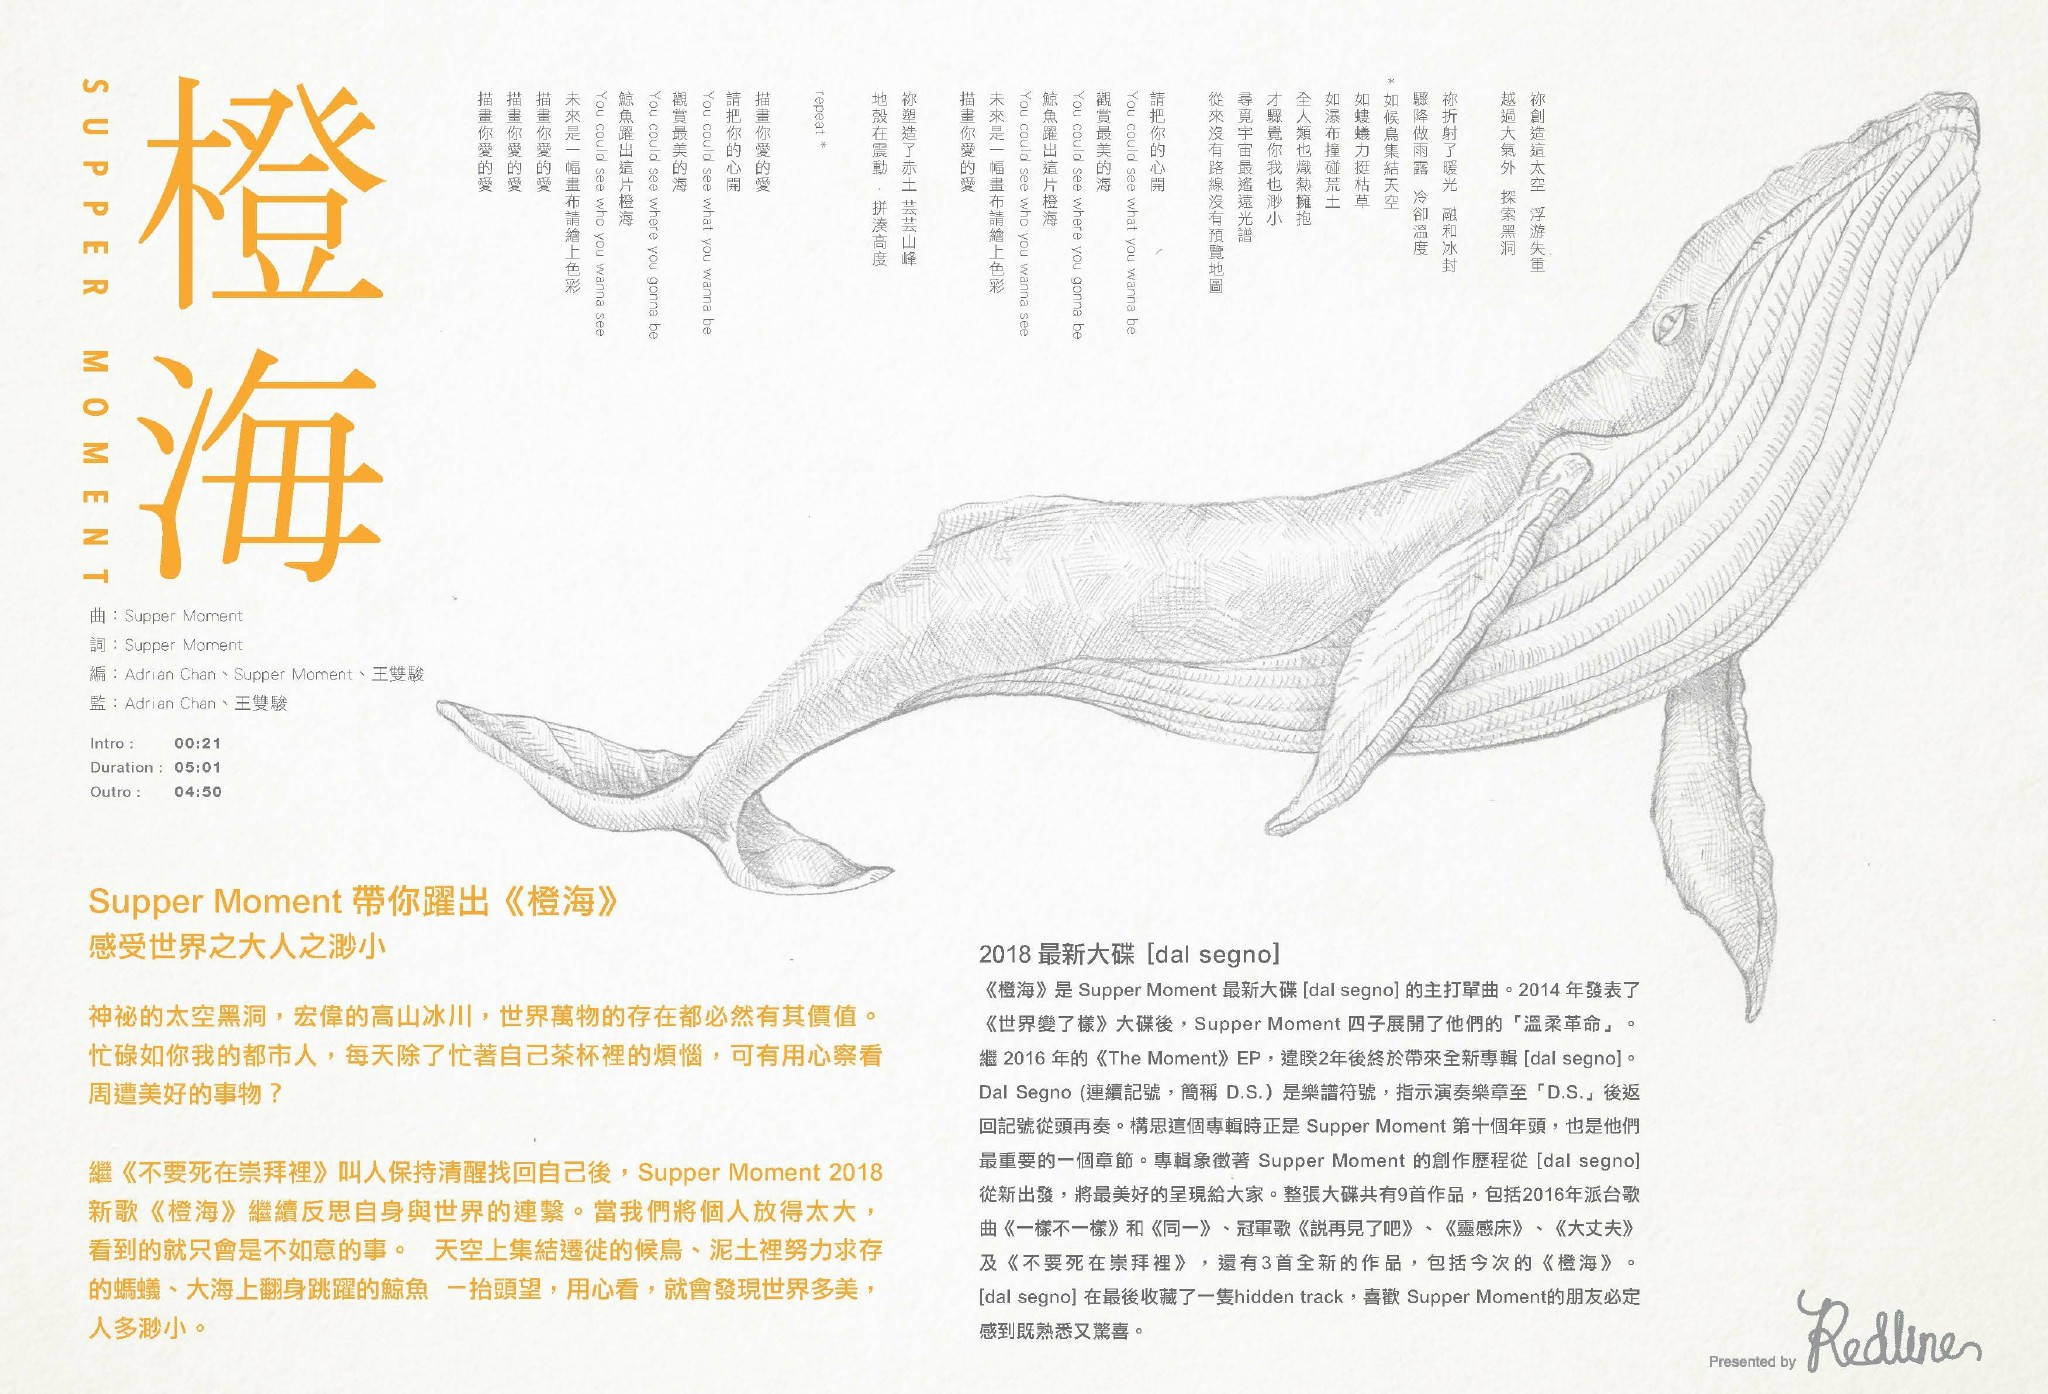 橙海
SUPPER MOMENT
曲：Supper Moment
詞：Supper Moment
編：Adrian Chan、Supper Moment、王雙駿
監：Adrian Chan、王雙駿
Intro : 00:21
Duration : 05:01
Outro : 04:50
祢創造這太空 浮游失重
越過大氣外 探索黑洞
祢折射了暖光 融和冰封
驟降做雨露 冷卻溫度
*如候鳥集結天空
如螻蟻力挺枯草
如瀑布撞碰荒土
全人類也熾熱擁抱
才驟覺你我也渺小
尋覓宇宙最遙遠光譜
從來沒有路線沒有預覽地圖
請把你的心開
You could see what you wanna be
觀賞最美的海
You could see where you gonna be
鯨魚躍出這片橙海
You could see who you wanna see
未來是一幅畫布請繪上色彩
描畫你愛的愛
祢塑造了赤土 芸芸山峰
地殼在震動．拼湊高度
repeat *
描畫你愛的愛
請把你的心開
You could see what you wanna be
觀賞最美的海
You could see where you gonna be
鯨魚躍出這片橙海
You could see who you wanna see
未來是一幅畫布請繪上色彩
描畫你愛的愛
描畫你愛的愛
描畫你愛的愛
Supper Moment 帶你躍出《橙海》
感受世界之大人之渺小
神祕的太空黑洞，宏偉的高山冰川，世界萬物的存在都必然有其價值。
忙碌如你我的都市人，每天除了忙著自己茶杯裡的煩惱，可有用心察看
周遭美好的事物？
繼《不要死在崇拜裡》叫人保持清醒找回自己後，Supper Moment 2018
新歌《橙海》繼續反思自身與世界的連繫。當我們將個人放得太大，
看到的就只會是不如意的事。 天空上集結遷徙的候鳥、泥土裡努力求存
的螞蟻、大海上翻身跳躍的鯨魚 一抬頭望，用心看，就會發現世界多美，
人多渺小。
2018 最新大碟 [dal segno]
《橙海》是 Supper Moment 最新大碟 [dal segno] 的主打單曲。2014 年發表了
《世界變了樣》大碟後，Supper Moment 四子展開了他們的「溫柔革命」。
繼 2016 年的《The Moment》EP，違睽2年後終於帶來全新專輯 [dal segno]。
Dal Segno (連續記號，簡稱 D.S.) 是樂譜符號，指示演奏樂章至「D.S.」後返
回記號從頭再奏。構思這個專輯時正是 Supper Moment 第十個年頭，也是他們
最重要的一個章節。專輯象徵著 Supper Moment 的創作歷程從 [dal segno]
從新出發，將最美好的呈現給大家。整張大碟共有9首作品，包括2016年派台歌
曲《一樣不一樣》和《同一》、冠軍歌《説再見了吧》、《靈感床》、《大丈夫》
及《不要死在崇拜裡》，還有3首全新的作品，包括今次的《橙海》。
[dal segno] 在最後收藏了一隻hidden track，喜歡 Supper Moment的朋友必定
感到既熟悉又驚喜。
Presented by Redline